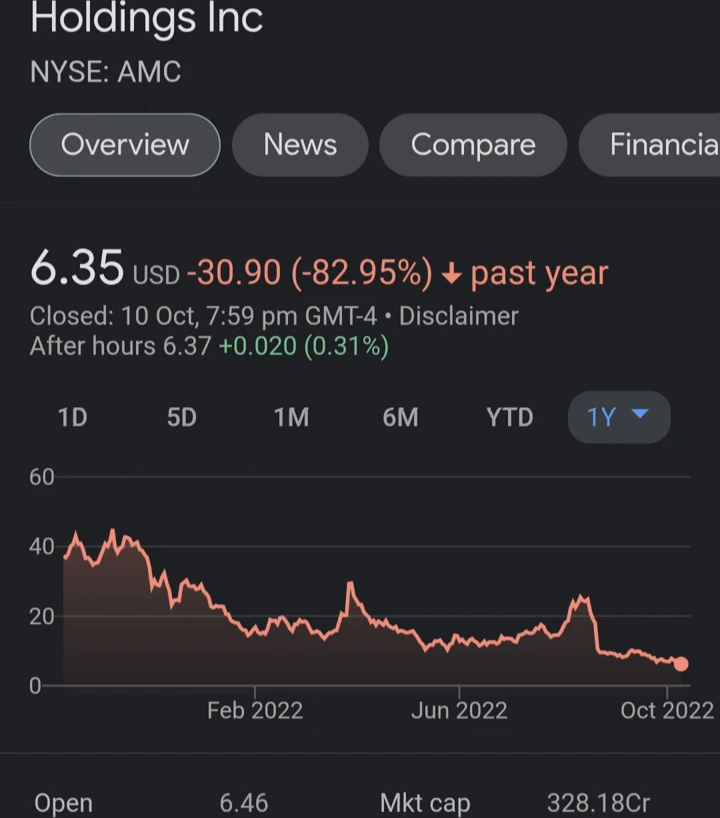 Holdings Inc
NYSE: AMC
Overview News Compare Financia
6.35 USD -30.90 (-82.95%) ↓ past year
Closed: 10 Oct, 7:59 pm GMT-4 • Disclaimer
After hours 6.37 +0.020 (0.31%)
1D 5D 1M 6M YTD 1Y
60
40
20
0
Feb 2022 Jun 2022 Oct 2022
Open 6.46 Mkt cap 328.18Cr